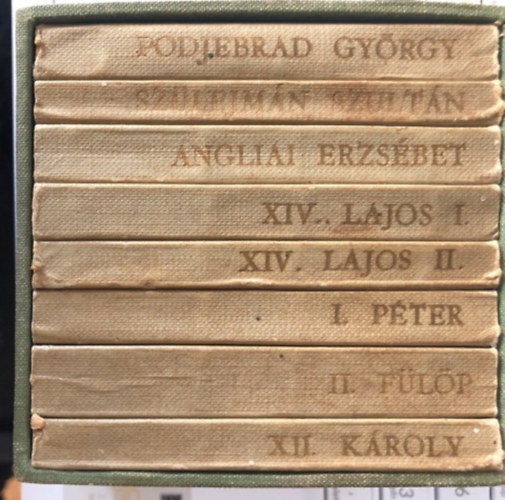 PODJEBRAD GYÖRGY
SZULEJMÁN SZULTÁN
ANGLIAI ERZSÉBET
XIV. LAJOS I.
XIV. LAJOS II.
I. PÉTER
II. FÜLÖP
XII. KÁROLY